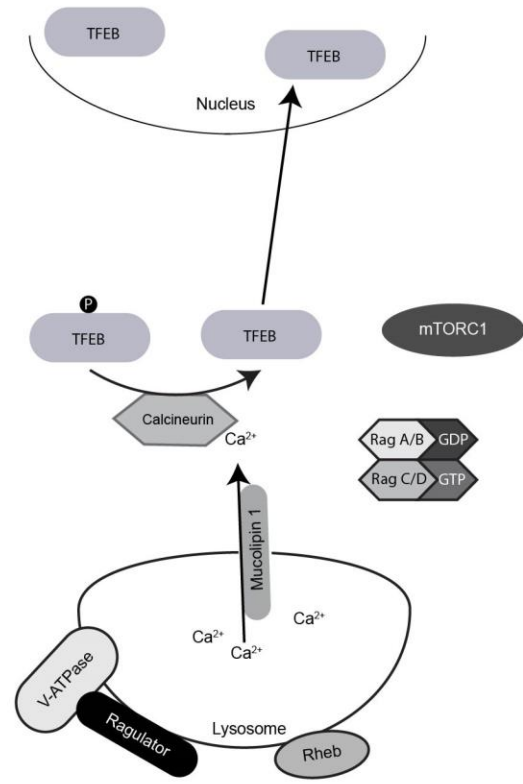 TFEB
TFEB
Nucleus
P
TFEB
TFEB
mTORC1
Calcineurin
Ca²⁺
Rag A/B GDP
Rag C/D GTP
Mucolipin 1
Ca²⁺
Ca²⁺
Ca²⁺
V-ATPase
Ragulator
Lysosome
Rheb